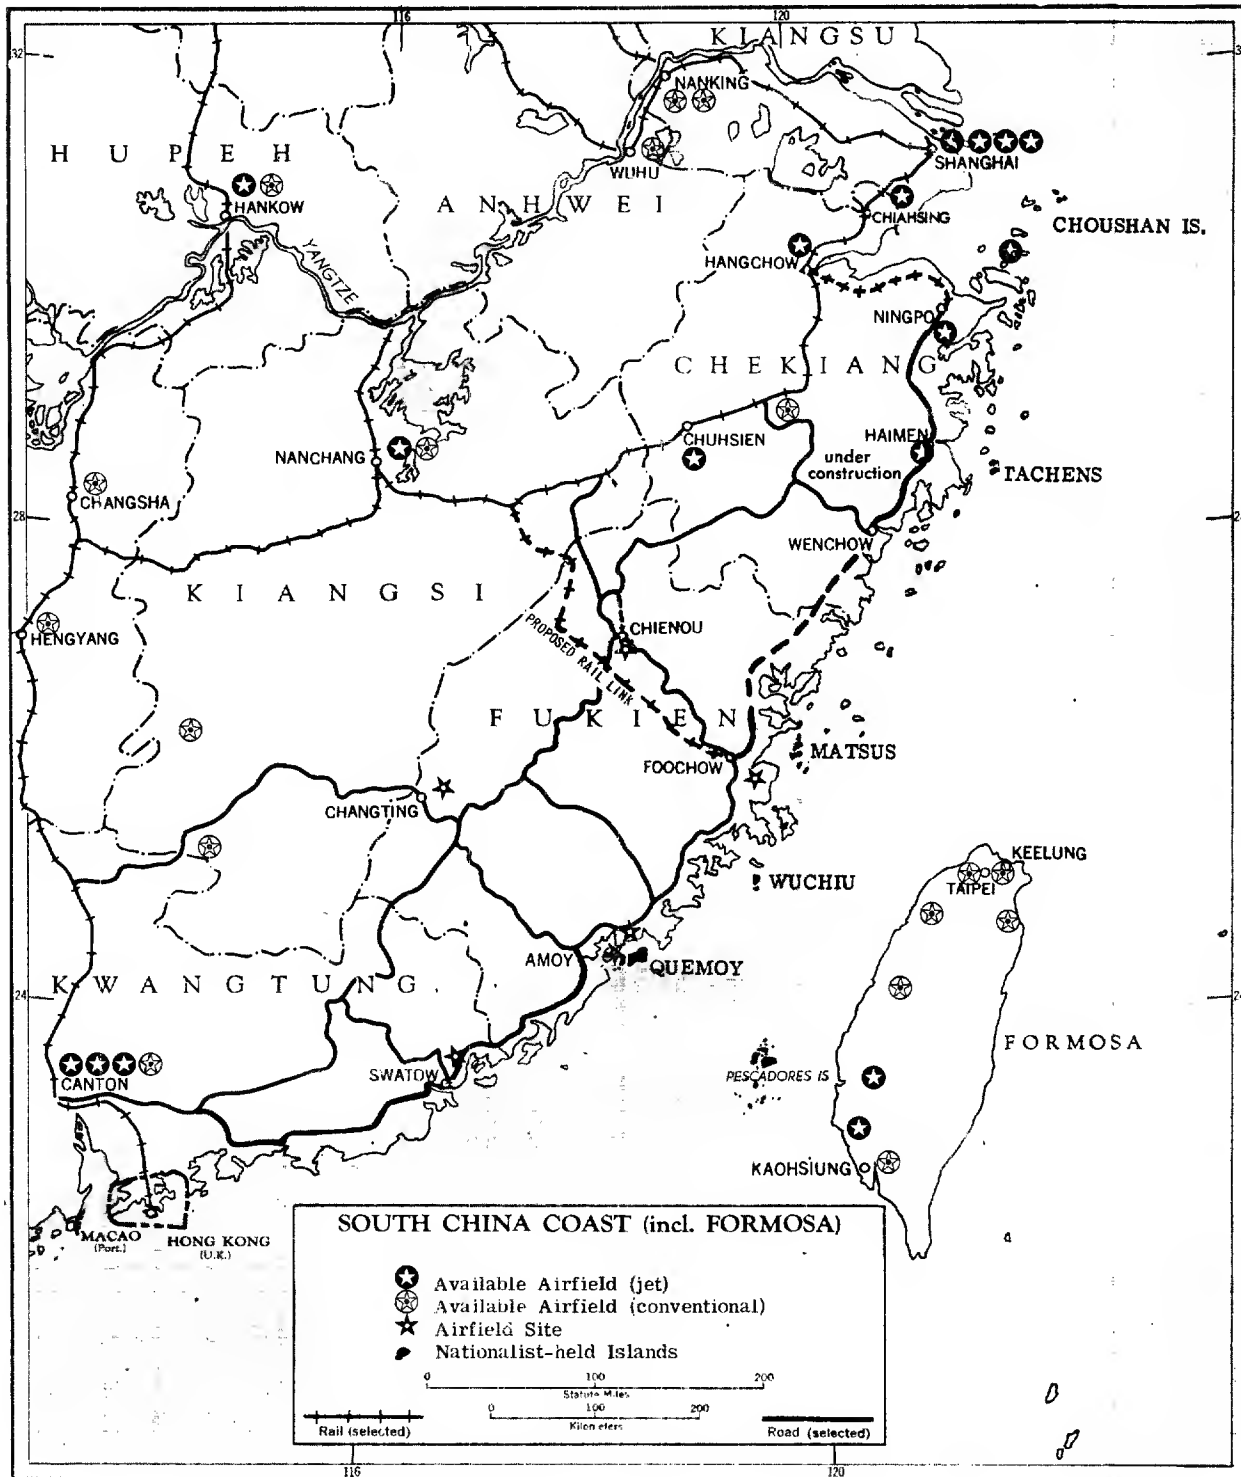 116
120
32
KIANGSU
NANKING
SHANGHAI
HUPEH
WUHU
HANKOW
ANHWEI
CHIAHSING
CHOUSHAN IS.
YANGTZE
HANGCHOW
NINGPO
CHEKIANG
CHUHSIEN
HAIMEN
NANCHANG
under
construction
TACHENS
CHANGSHA
28
WENCHOW
KIANGSI
HENGYANG
CHIENOU
PROPOSED RAIL LINK
FUKIEN
MATSUS
FOOCHOW
CHANGTING
KEELUNG
TAIPEI
WUCHIU
AMOY
QUEMOY
KWANGTUNG
24
FORMOSA
CANTON
SWATOW
PESCADORES IS
KAOHSIUNG
MACAO
(Port.)
HONG KONG
(U.K.)
SOUTH CHINA COAST (incl. FORMOSA)
Available Airfield (jet)
Available Airfield (conventional)
Airfield Site
Nationalist-held Islands
0 100 200
Statute Miles
0 100 200
Kilometers
Rail (selected)
Road (selected)
116
120